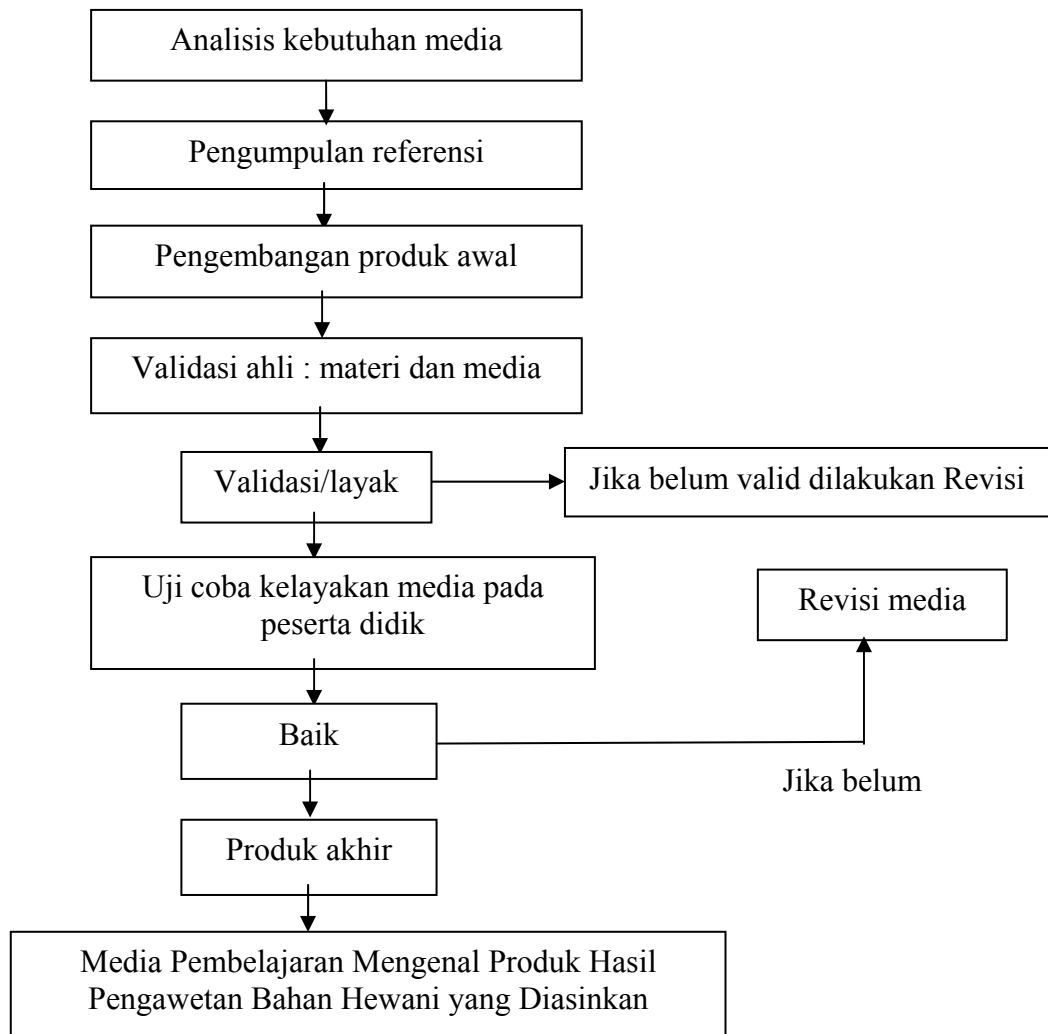 Analisis kebutuhan media
Pengumpulan referensi
Pengembangan produk awal
Validasi ahli : materi dan media
Validasi/layak
Jika belum valid dilakukan Revisi
Uji coba kelayakan media pada
peserta didik
Revisi media
Baik
Jika belum
Produk akhir
Media Pembelajaran Mengenal Produk Hasil
Pengawetan Bahan Hewani yang Diasinkan